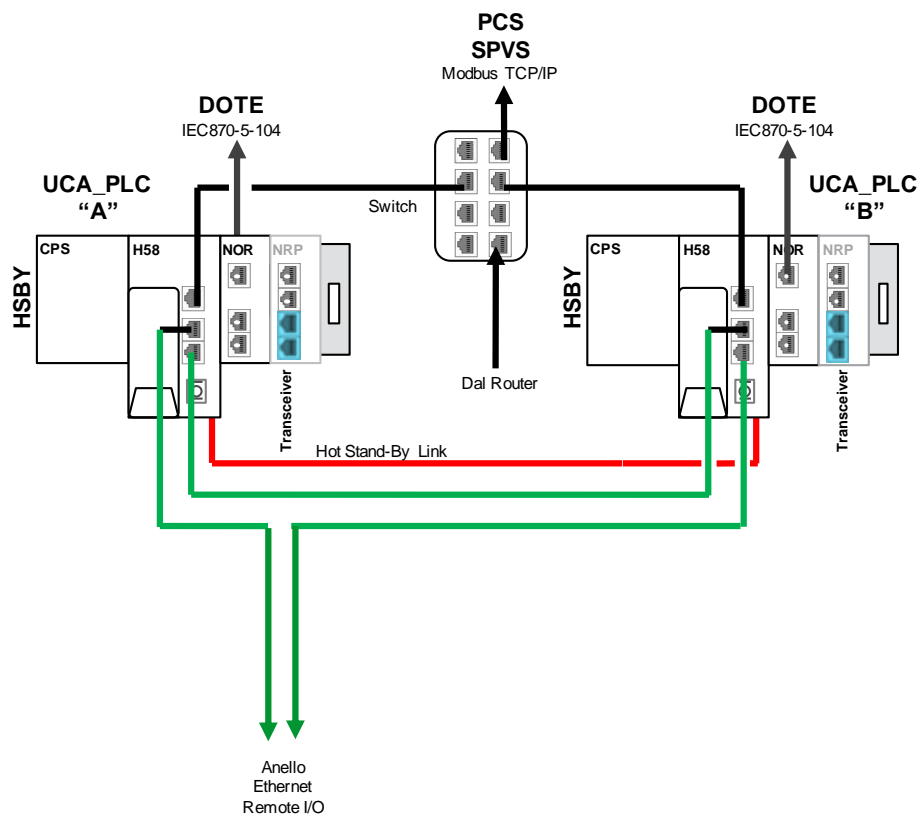 PCS
SPVS
Modbus TCP/IP
DOTE
IEC870-5-104
DOTE
IEC870-5-104
UCA_PLC
“A”
Switch
UCA_PLC
“B”
HSBY
CPS
H58
NOR
NRP
HSBY
CPS
H58
NOR
NRP
Transceiver
Dal Router
Transceiver
Hot Stand-By Link
Anello
Ethernet
Remote I/O